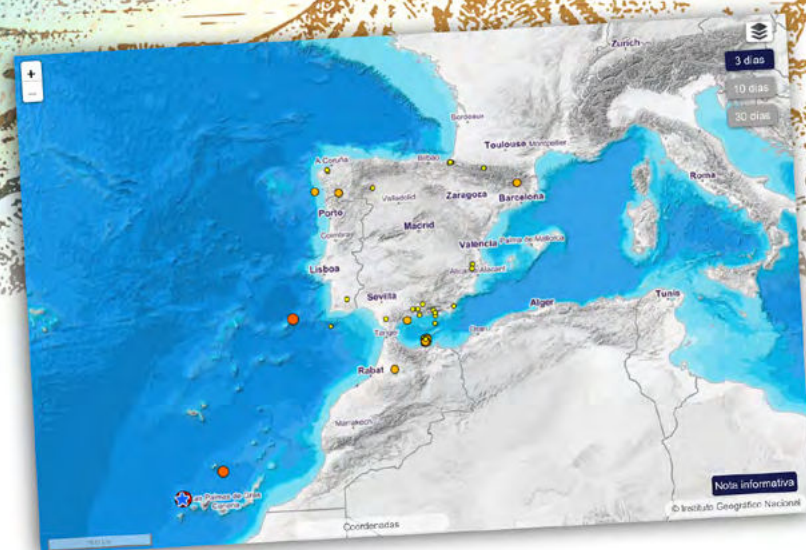 +
−
Zurich
3 días
10 días
30 días
Bordeaux
Toulouse
Montpellier
A Coruña
Bilbao
Roma
Porto
Valladolid
Zaragoza
Barcelona
Coimbra
Madrid
Valencia
Palma de Mallorca
Lisboa
Alacant
Sevilla
Alger
Tunis
Rabat
Marrakech
Nota informativa
Coordenadas
© Instituto Geográfico Nacional